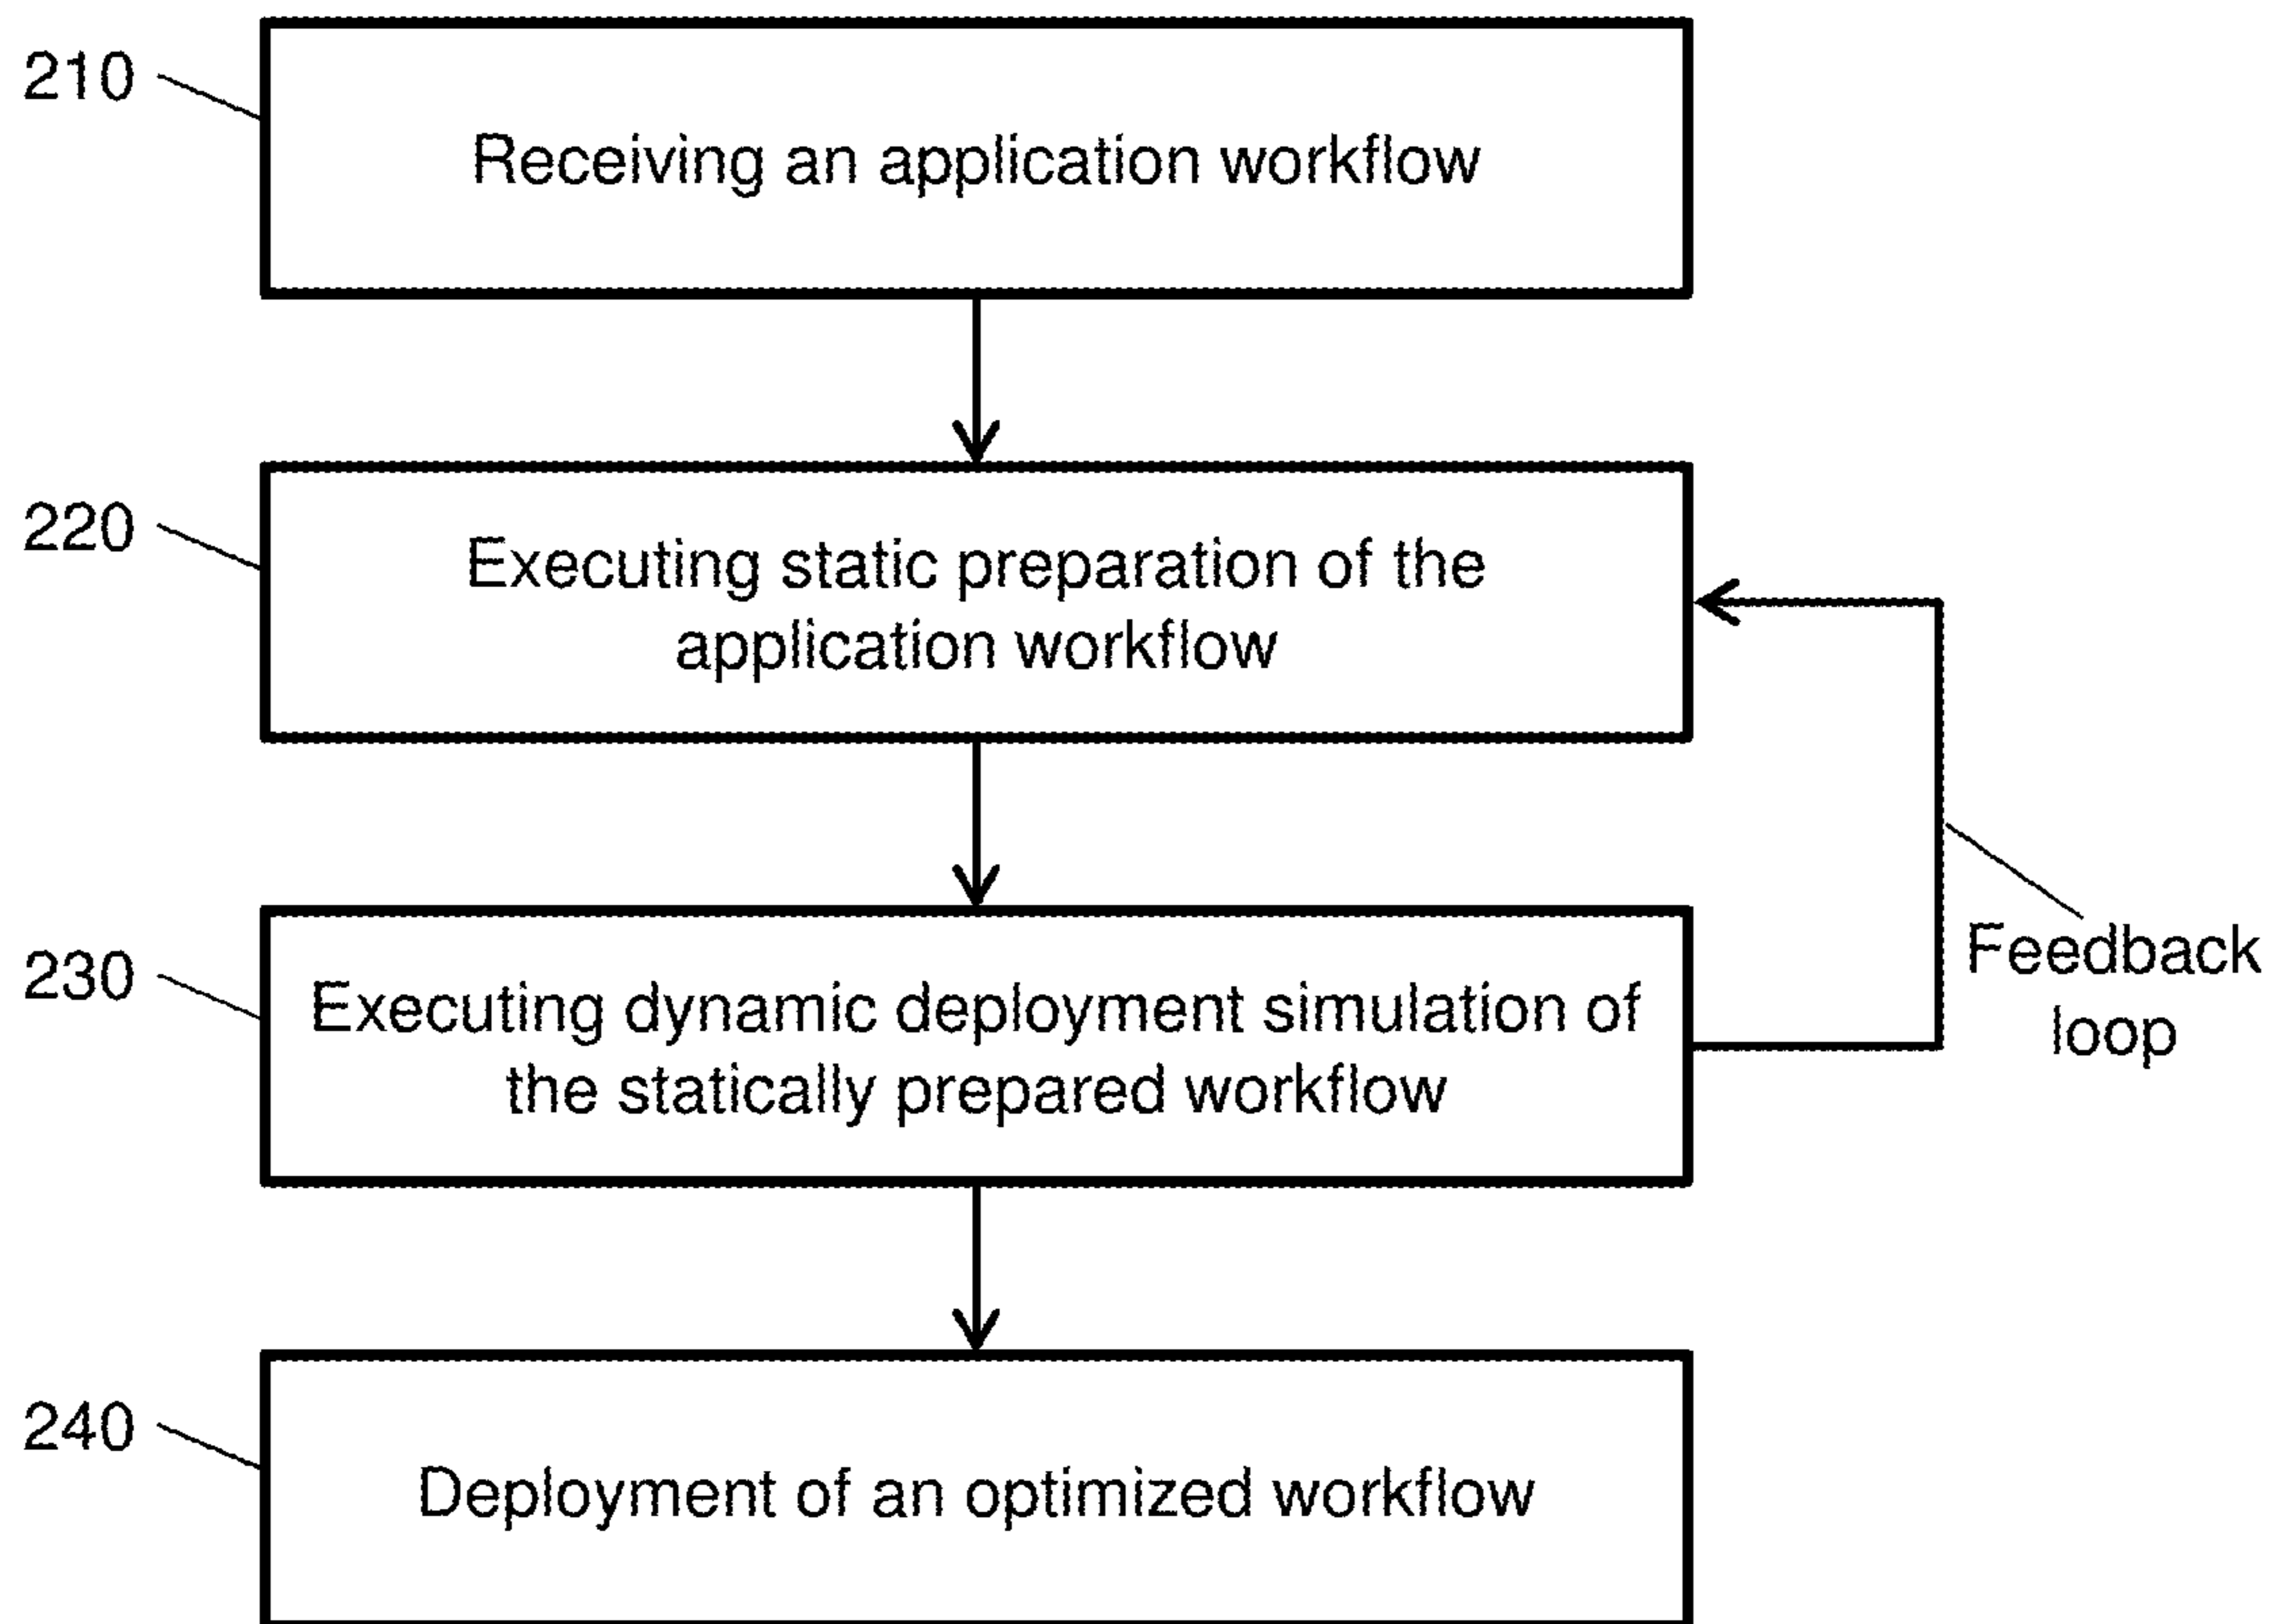 210
Receiving an application workflow
220
Executing static preparation of the
application workflow
230
Executing dynamic deployment simulation of
the statically prepared workflow
Feedback
loop
240
Deployment of an optimized workflow